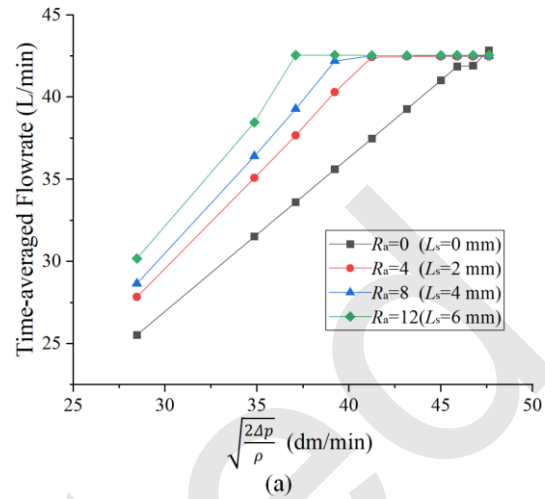 Time-averaged Flowrate (L/min)
45
40
35
30
25
Rₐ=0 (Lₛ=0 mm)
Rₐ=4 (Lₛ=2 mm)
Rₐ=8 (Lₛ=4 mm)
Rₐ=12(Lₛ=6 mm)
25 30 35 40 45 50
√(2Δp/ρ) (dm/min)
(a)